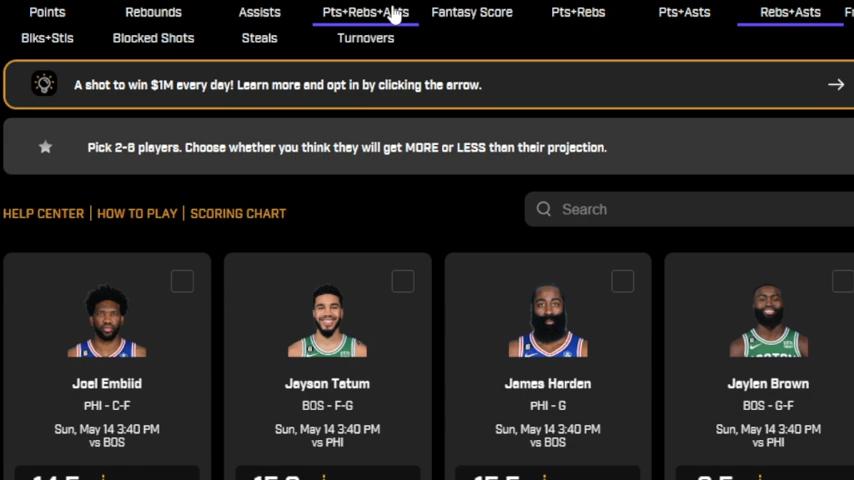 Points Rebounds Assists Pts+Rebs+Asts Fantasy Score Pts+Rebs Pts+Asts Rebs+Asts
Blks+Stls Blocked Shots Steals Turnovers
A shot to win $1M every day! Learn more and opt in by clicking the arrow.
Pick 2-6 players. Choose whether you think they will get MORE or LESS than their projection.
HELP CENTER | HOW TO PLAY | SCORING CHART
Search
Joel Embiid
PHI - C-F
Sun, May 14 3:40 PM
vs BOS
Jayson Tatum
BOS - F-G
Sun, May 14 3:40 PM
vs PHI
James Harden
PHI - G
Sun, May 14 3:40 PM
vs BOS
Jaylen Brown
BOS - G-F
Sun, May 14 3:40 PM
vs PHI